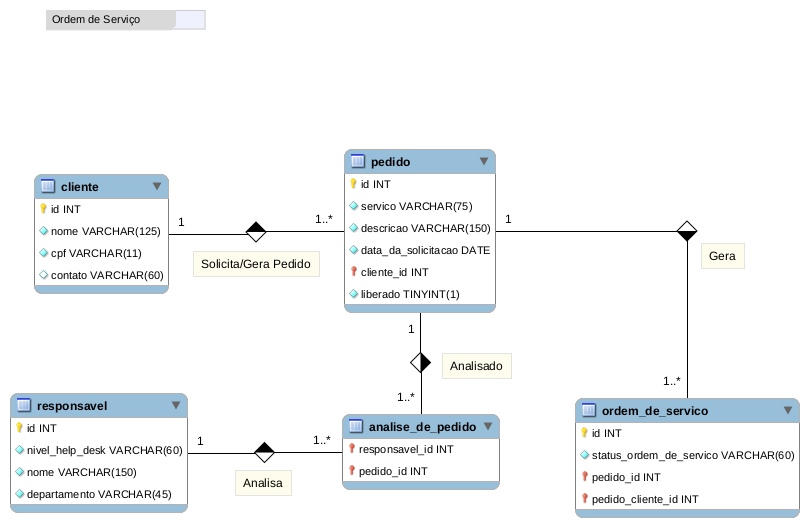 Ordem de Serviço
cliente
id INT
nome VARCHAR(125)
cpf VARCHAR(11)
contato VARCHAR(60)
1
1..*
Solicita/Gera Pedido
pedido
id INT
servico VARCHAR(75)
descricao VARCHAR(150)
data_da_solicitacao DATE
cliente_id INT
liberado TINYINT(1)
1
Gera
1..*
1
Analisado
1..*
responsavel
id INT
nivel_help_desk VARCHAR(60)
nome VARCHAR(150)
departamento VARCHAR(45)
1
1..*
Analisa
analise_de_pedido
responsavel_id INT
pedido_id INT
ordem_de_servico
id INT
status_ordem_de_servico VARCHAR(60)
pedido_id INT
pedido_cliente_id INT